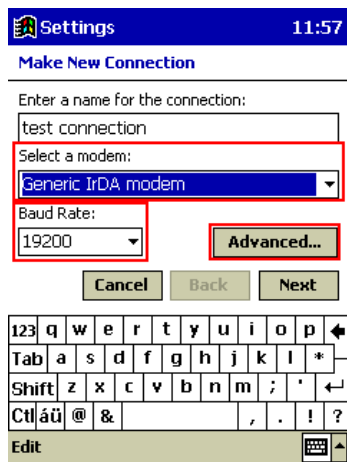 Settings 11:57
Make New Connection
Enter a name for the connection:
test connection
Select a modem:
Generic IrDA modem
Baud Rate:
19200
Advanced...
Cancel Back Next
123 q w e r t y u i o p
Tab a s d f g h j k l *
Shift z x c v b n m ; '
Ctl áü @ & , . ! ?
Edit